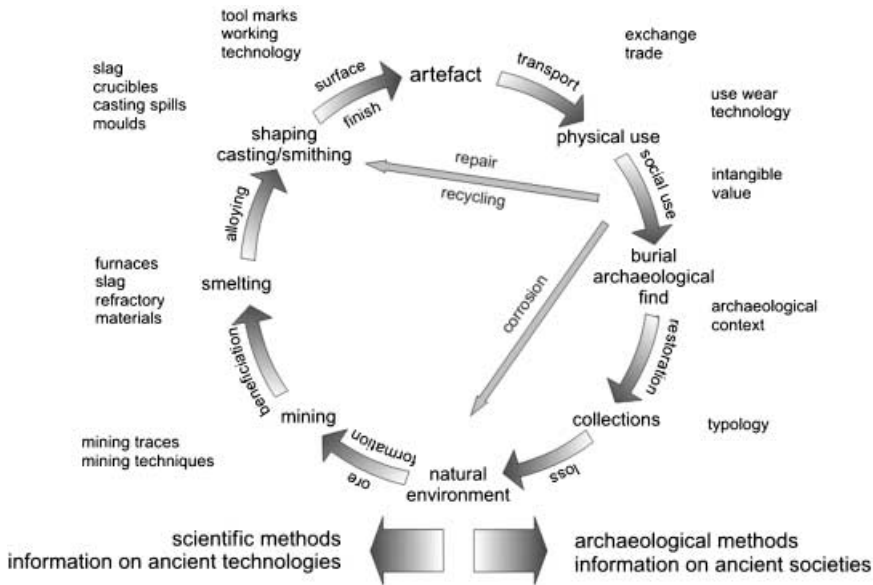 tool marks
working
technology
exchange
trade
slag
crucibles
casting spills
moulds
surface
finish
artefact
transport
use wear
technology
shaping
casting/smithing
physical use
repair
recycling
social use
intangible
value
alloying
burial
archaeological
find
furnaces
slag
refractory
materials
smelting
corrosion
archaeological
context
restoration
beneficiation
mining
collections
typology
mining traces
mining techniques
formation
ore
natural
environment
loss
scientific methods
information on ancient technologies
archaeological methods
information on ancient societies